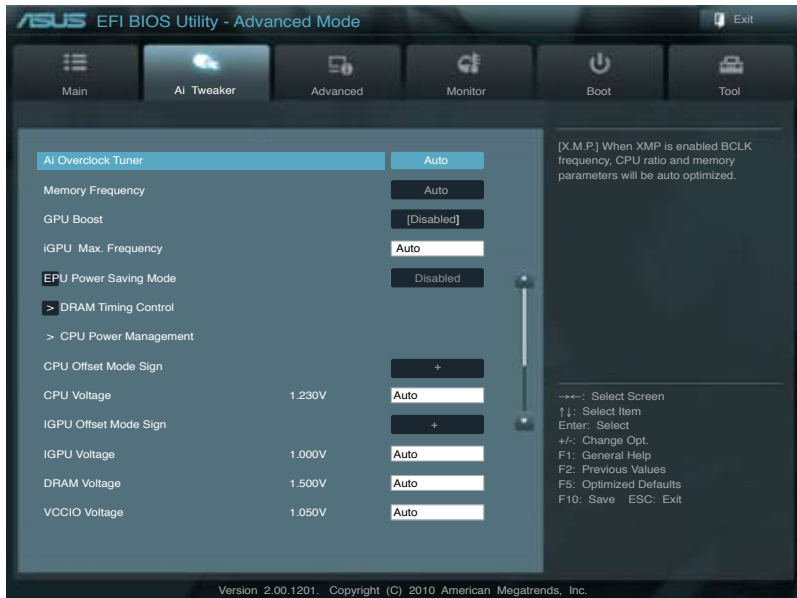 ASUS EFI BIOS Utility - Advanced Mode
Exit
Main
Ai Tweaker
Advanced
Monitor
Boot
Tool
Ai Overclock Tuner Auto
Memory Frequency Auto
GPU Boost [Disabled]
iGPU Max. Frequency Auto
EPU Power Saving Mode Disabled
> DRAM Timing Control
> CPU Power Management
CPU Offset Mode Sign +
CPU Voltage 1.230V Auto
IGPU Offset Mode Sign +
IGPU Voltage 1.000V Auto
DRAM Voltage 1.500V Auto
VCCIO Voltage 1.050V Auto
[X.M.P.] When XMP is enabled BCLK
frequency, CPU ratio and memory
parameters will be auto optimized.
→←: Select Screen
↑↓: Select Item
Enter: Select
+/-: Change Opt.
F1: General Help
F2: Previous Values
F5: Optimized Defaults
F10: Save ESC: Exit
Version 2.00.1201. Copyright (C) 2010 American Megatrends, Inc.